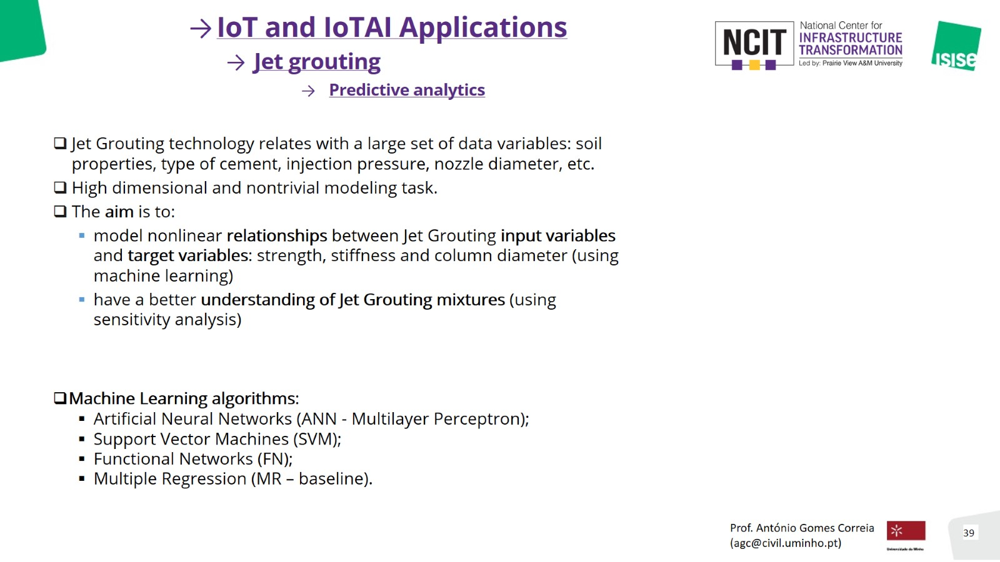 → IoT and IoTAI Applications
→ Jet grouting
→ Predictive analytics
NCIT
National Center for
INFRASTRUCTURE
TRANSFORMATION
Led by: Prairie View A&M University
isise
❑ Jet Grouting technology relates with a large set of data variables: soil
properties, type of cement, injection pressure, nozzle diameter, etc.
❑ High dimensional and nontrivial modeling task.
❑ The aim is to:
▪ model nonlinear relationships between Jet Grouting input variables
and target variables: strength, stiffness and column diameter (using
machine learning)
▪ have a better understanding of Jet Grouting mixtures (using
sensitivity analysis)
❑ Machine Learning algorithms:
▪ Artificial Neural Networks (ANN - Multilayer Perceptron);
▪ Support Vector Machines (SVM);
▪ Functional Networks (FN);
▪ Multiple Regression (MR – baseline).
Prof. António Gomes Correia
(agc@civil.uminho.pt)
Universidade do Minho
39